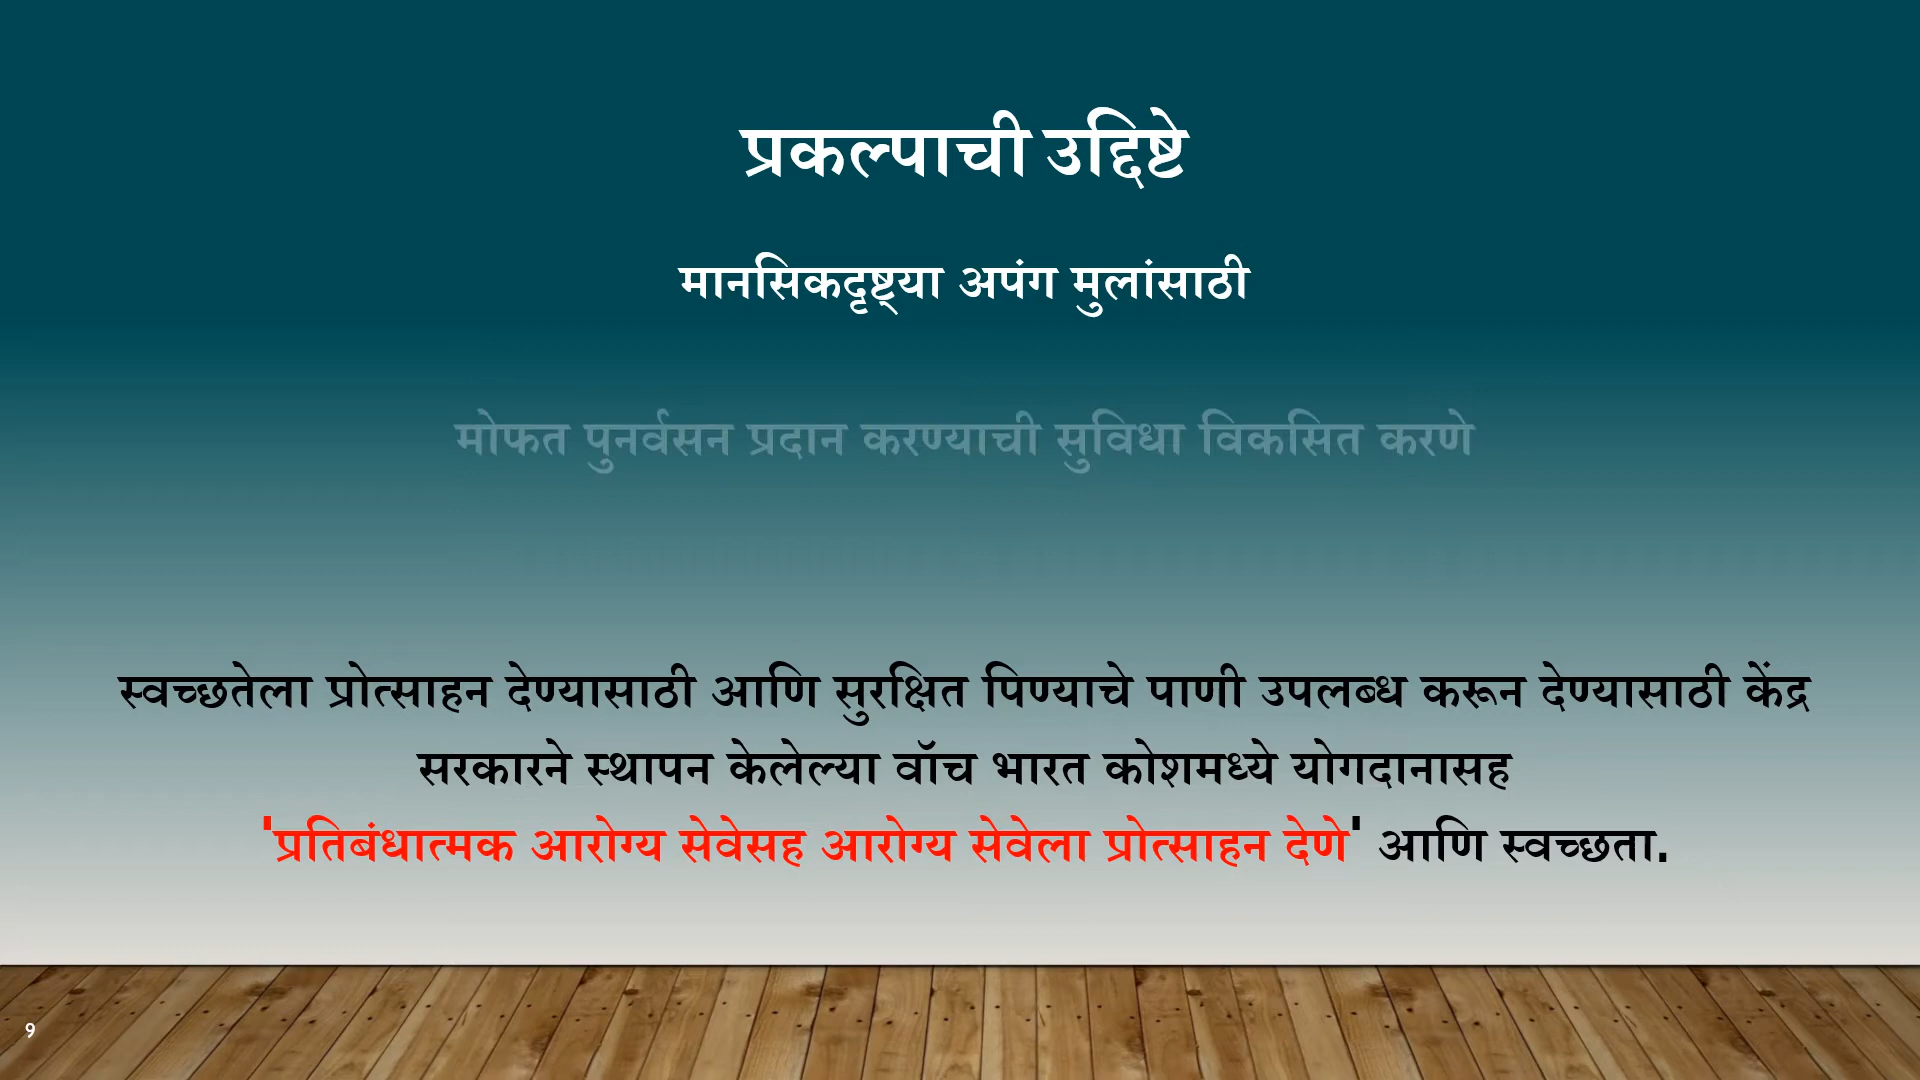 प्रकल्पाची उद्दिष्टे
मानसिकदृष्ट्या अपंग मुलांसाठी
मोफत पुनर्वसन प्रदान करण्याची सुविधा विकसित करणे
स्वच्छतेला प्रोत्साहन देण्यासाठी आणि सुरक्षित पिण्याचे पाणी उपलब्ध करून देण्यासाठी केंद्र
सरकारने स्थापन केलेल्या वॉच भारत कोशमध्ये योगदानासह
'प्रतिबंधात्मक आरोग्य सेवेसह आरोग्य सेवेला प्रोत्साहन देणे' आणि स्वच्छता.
9